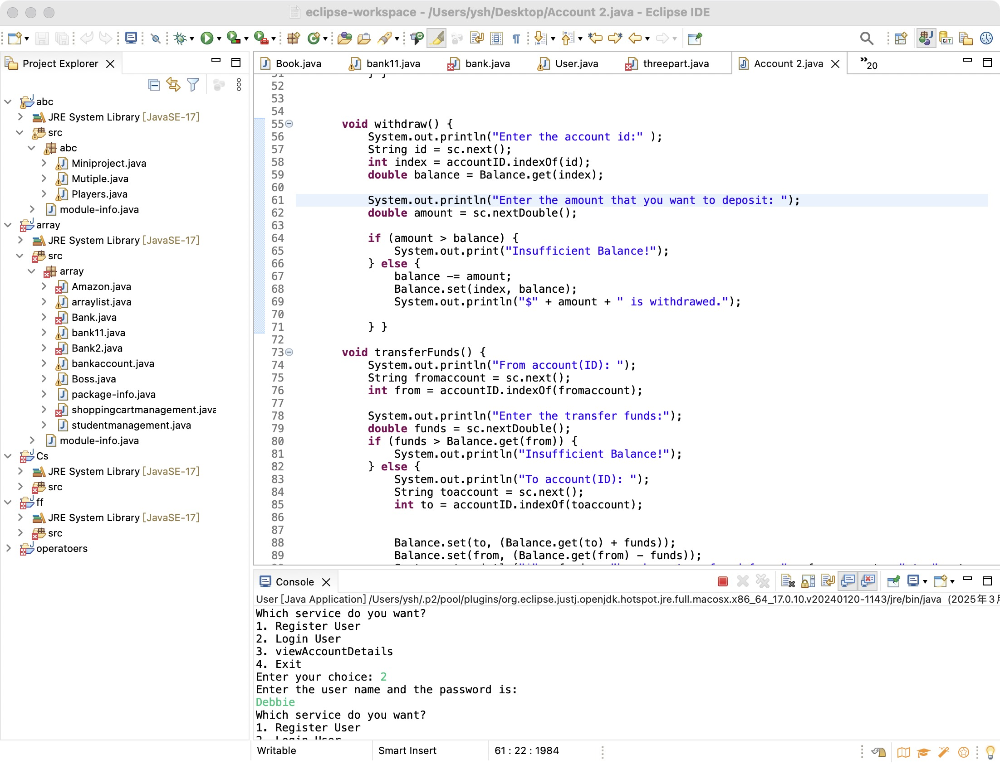 eclipse-workspace - /Users/ysh/Desktop/Account 2.java - Eclipse IDE
Project Explorer
abc
JRE System Library [JavaSE-17]
src
abc
Miniproject.java
Mutiple.java
Players.java
module-info.java
array
JRE System Library [JavaSE-17]
src
array
Amazon.java
arraylist.java
Bank.java
bank11.java
Bank2.java
bankaccount.java
Boss.java
package-info.java
shoppingcartmanagement.java
studentmanagement.java
module-info.java
Cs
JRE System Library [JavaSE-17]
src
ff
JRE System Library [JavaSE-17]
src
operatoers
Book.java bank11.java bank.java User.java threepart.java Account 2.java »20
51 } }
52
53
54
55 void withdraw() {
56 System.out.println("Enter the account id:" );
57 String id = sc.next();
58 int index = accountID.indexOf(id);
59 double balance = Balance.get(index);
60
61 System.out.println("Enter the amount that you want to deposit: ");
62 double amount = sc.nextDouble();
63
64 if (amount > balance) {
65 System.out.print("Insufficient Balance!");
66 } else {
67 balance -= amount;
68 Balance.set(index, balance);
69 System.out.println("$" + amount + " is withdrawed.");
70
71 } }
72
73 void transferFunds() {
74 System.out.println("From account(ID): ");
75 String fromaccount = sc.next();
76 int from = accountID.indexOf(fromaccount);
77
78 System.out.println("Enter the transfer funds:");
79 double funds = sc.nextDouble();
80 if (funds > Balance.get(from)) {
81 System.out.println("Insufficient Balance!");
82 } else {
83 System.out.println("To account(ID): ");
84 String toaccount = sc.next();
85 int to = accountID.indexOf(toaccount);
86
87
88 Balance.set(to, (Balance.get(to) + funds));
89 Balance.set(from, (Balance.get(from) - funds));
Console
User [Java Application] /Users/ysh/.p2/pool/plugins/org.eclipse.justj.openjdk.hotspot.jre.full.macosx.x86_64_17.0.10.v20240120-1143/jre/bin/java (2025年3月
Which service do you want?
1. Register User
2. Login User
3. viewAccountDetails
4. Exit
Enter your choice: 2
Enter the user name and the password is:
Debbie
Which service do you want?
1. Register User
2. Login User
Writable Smart Insert 61 : 22 : 1984